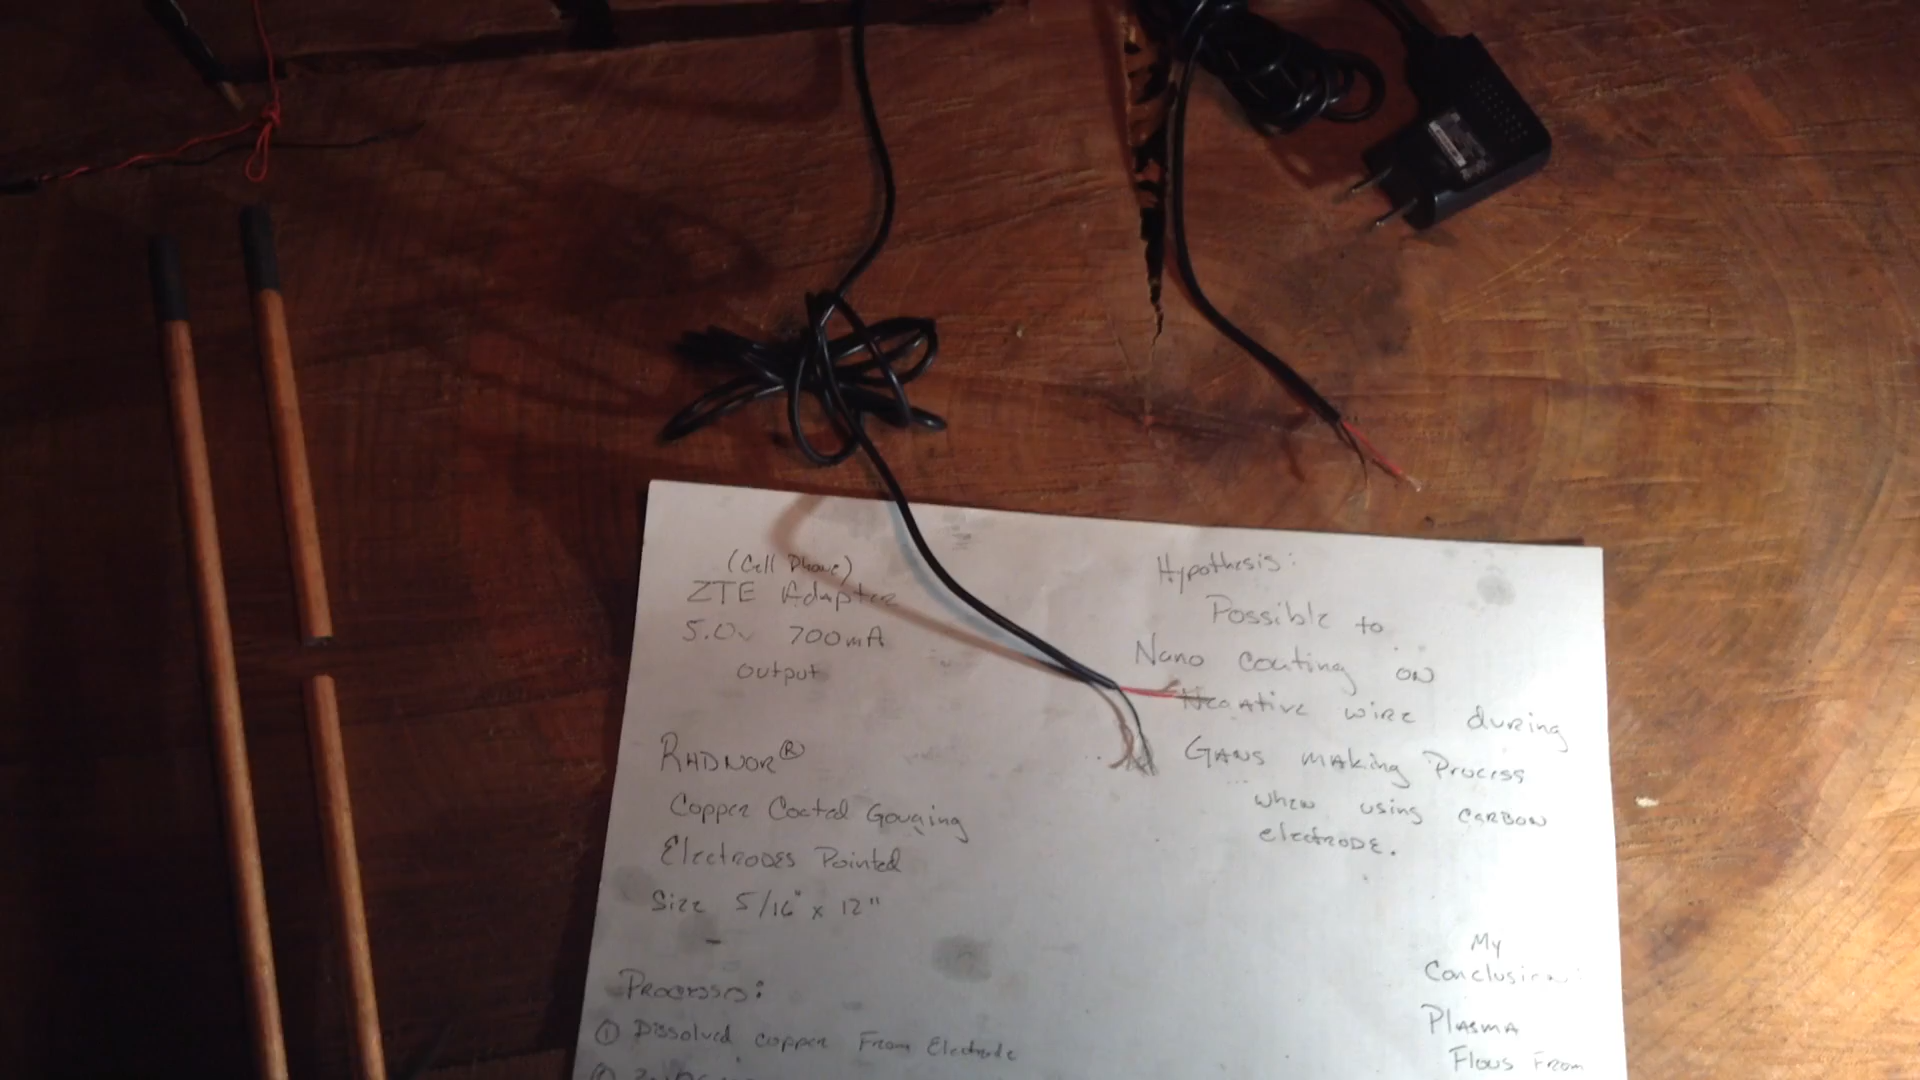 (Cell Phone)
ZTE Adapter
5.0v 700mA
output
RADNOR®
Copper Coated Gouging
Electrodes Pointed
Size 5/16" x 12"
Process:
① Dissolved copper From Electrode
Hypothesis:
Possible to
Nano coating on
Negative wire during
GANS making Process
when using carbon
electrode.
My
Conclusion:
Plasma
Flows From